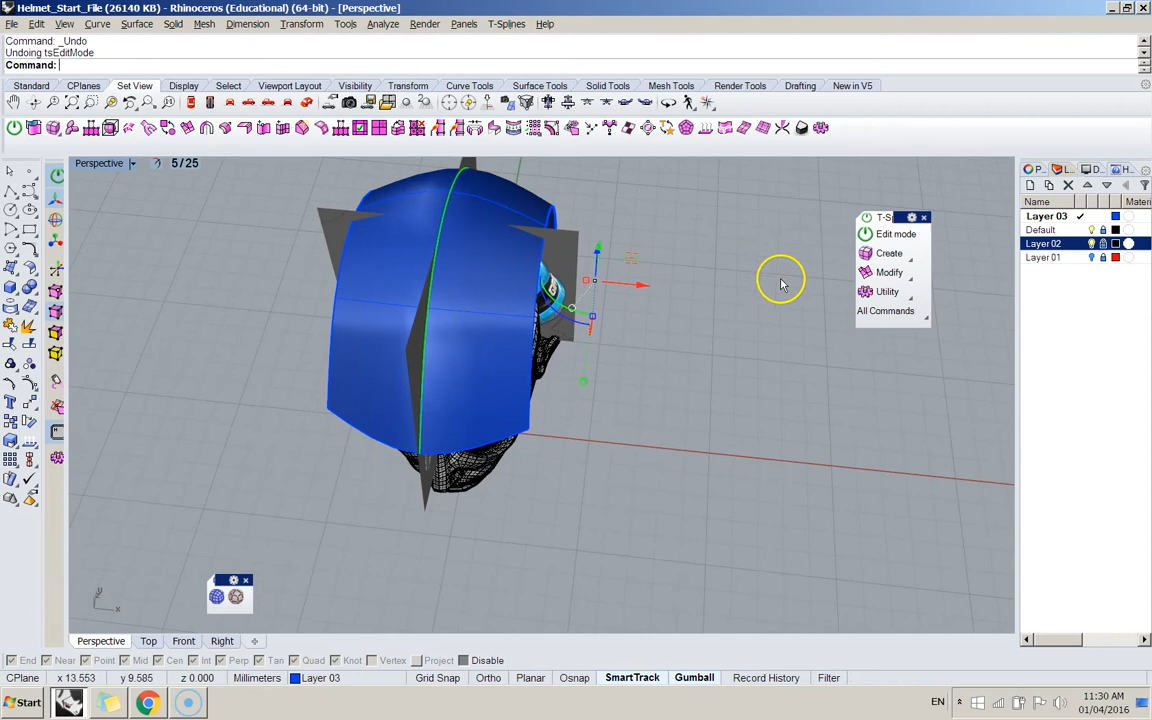 Helmet_Start_File (26140 KB) - Rhinoceros (Educational) (64-bit) - [Perspective]
File Edit View Curve Surface Solid Mesh Dimension Transform Tools Analyze Render Panels T-Splines Help
Command: _Undo
Undoing tsEditMode
Command:
Standard CPlanes Set View Display Select Viewport Layout Visibility Transform Curve Tools Surface Tools Solid Tools Mesh Tools Render Tools Drafting New in V5
Perspective 5/25
P... L... D... H...
Name Materi
Layer 03
Default
Layer 02
Layer 01
T-Sp
Edit mode
Create
Modify
Utility
All Commands
y
x
Perspective Top Front Right
End Near Point Mid Cen Int Perp Tan Quad Knot Vertex Project Disable
CPlane x 13.553 y 9.585 z 0.000 Millimeters Layer 03 Grid Snap Ortho Planar Osnap SmartTrack Gumball Record History Filter
Start EN 11:30 AM
01/04/2016